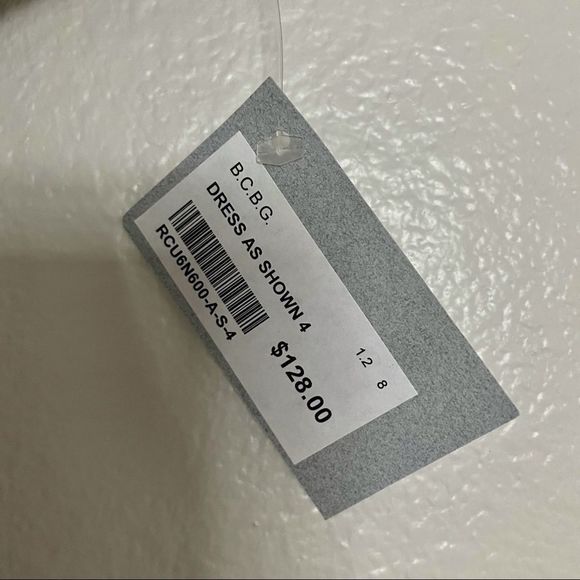 B.C.B.G.
DRESS AS SHOWN 4
RCU6N600-A-S-4
1.2 8
$128.00